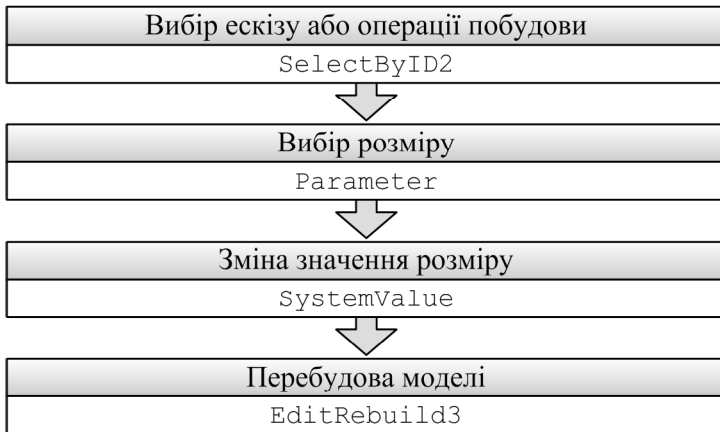 Вибір ескізу або операції побудови
SelectByID2
Вибір розміру
Parameter
Зміна значення розміру
SystemValue
Перебудова моделі
EditRebuild3